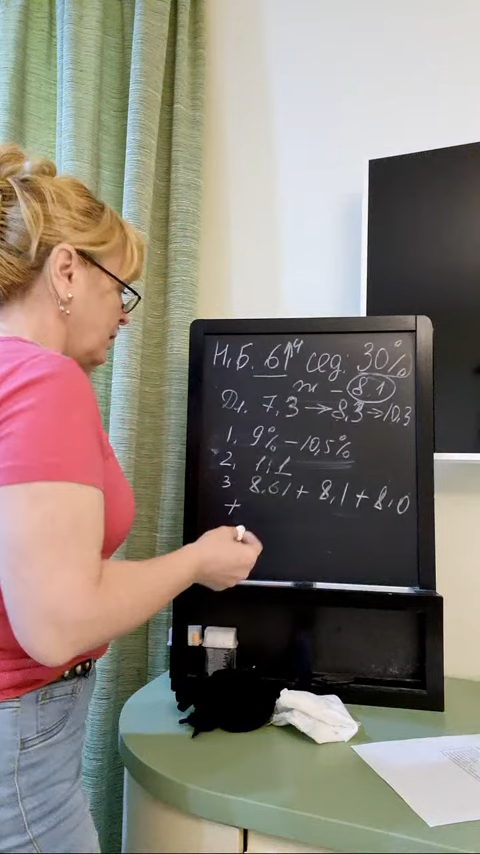 Н.Б. 6↑ч сед. 30%
ж - 8.1
Дл. 7,3 → 8,3 → 10,3
1. 9% - 10,5%
2. 1:1
3 8.61 + 8,1 + 8,0
+